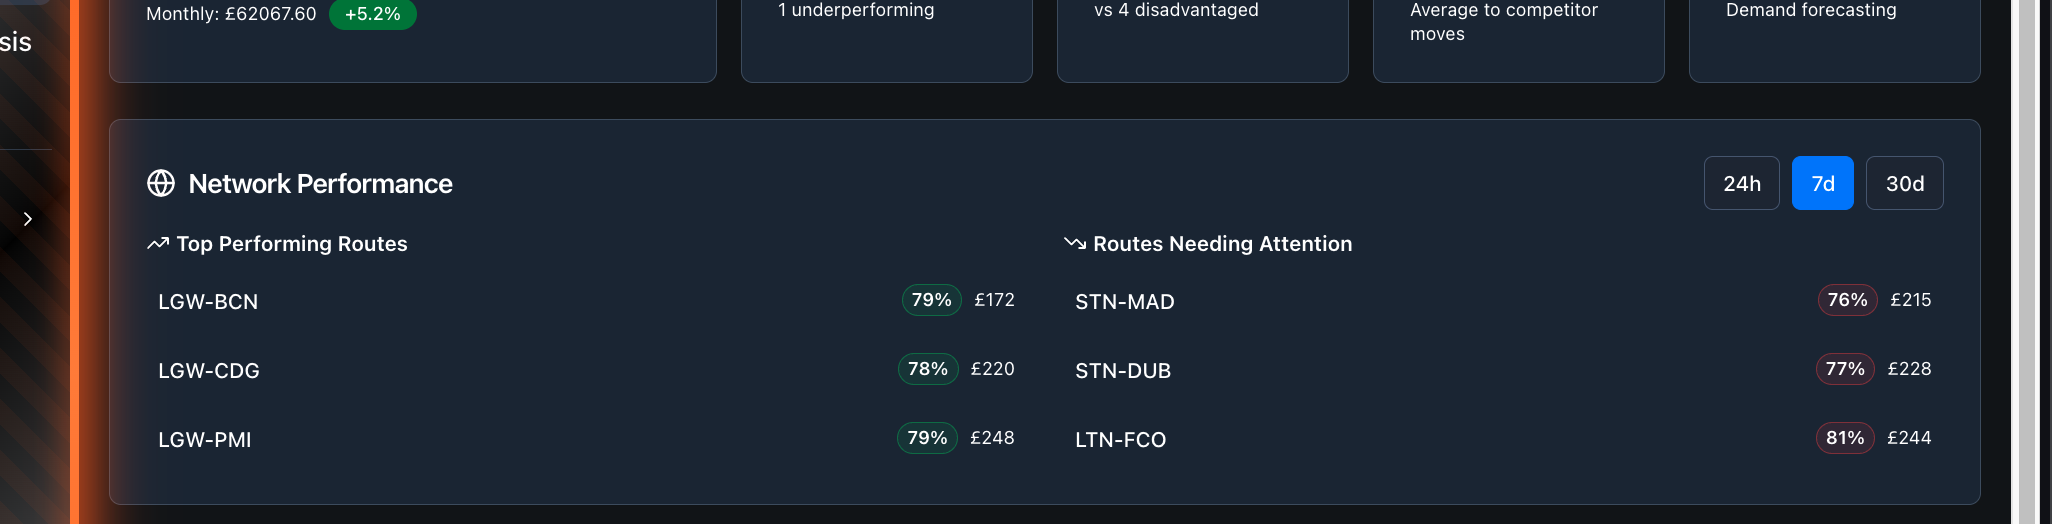 sis
Monthly: £62067.60 +5.2%
1 underperforming
vs 4 disadvantaged
Average to competitor
moves
Demand forecasting
Network Performance
24h 7d 30d
Top Performing Routes
LGW-BCN 79% £172
LGW-CDG 78% £220
LGW-PMI 79% £248
Routes Needing Attention
STN-MAD 76% £215
STN-DUB 77% £228
LTN-FCO 81% £244